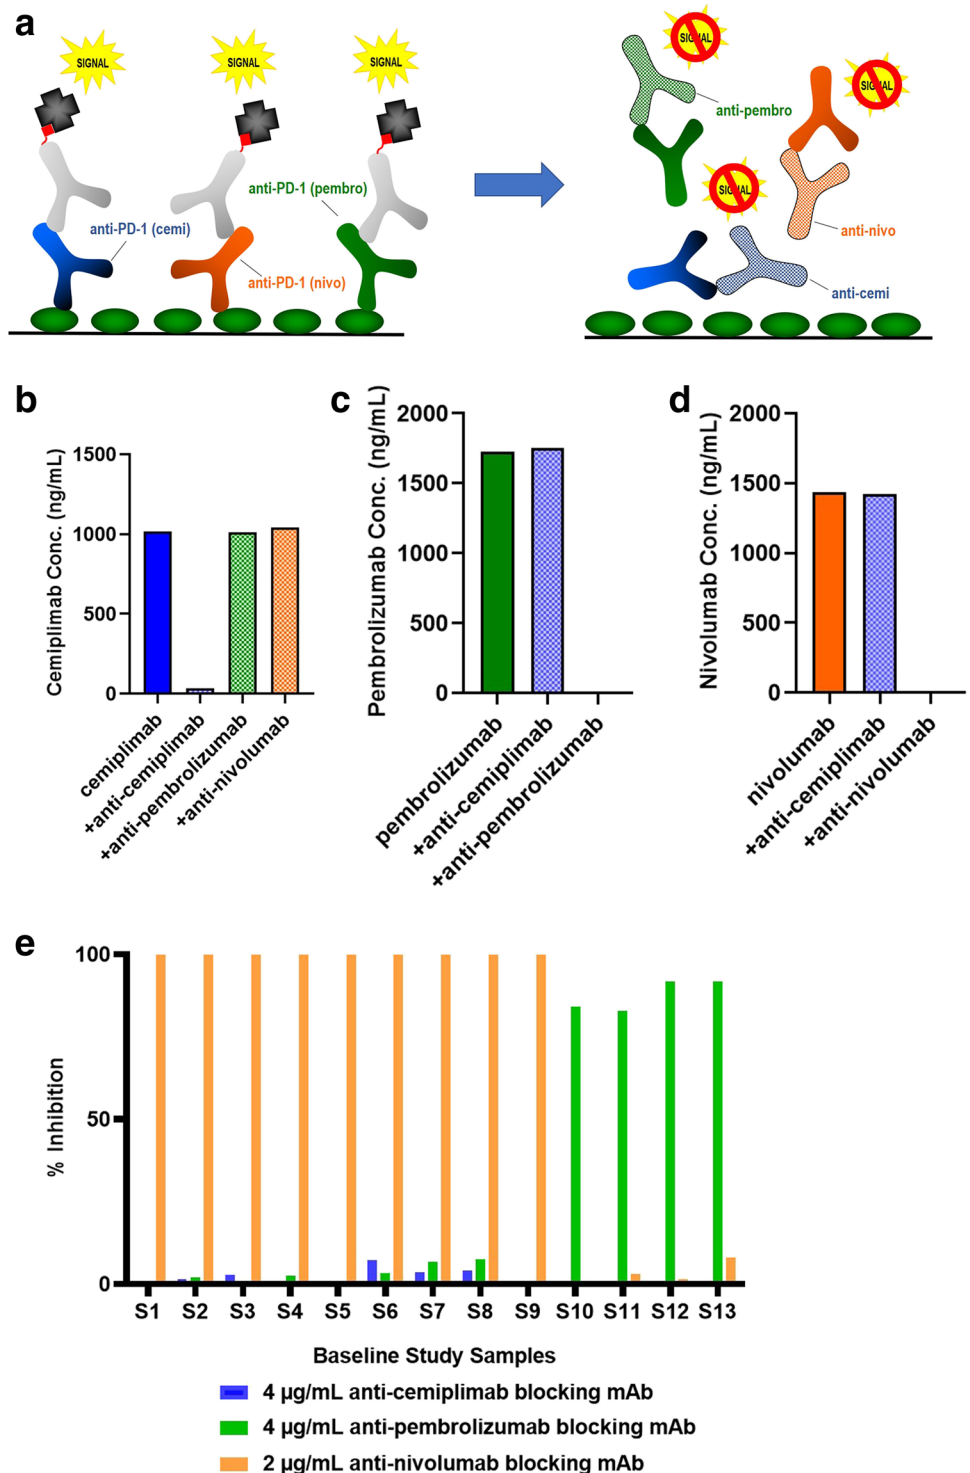 a
SIGNAL
SIGNAL
SIGNAL
anti-PD-1 (cemi)
anti-PD-1 (pembro)
anti-PD-1 (nivo)
SIGNAL
anti-pembro
SIGNAL
SIGNAL
anti-nivo
anti-cemi
b
Cemiplimab Conc. (ng/mL)
1500
1000
500
0
cemiplimab
+anti-cemiplimab
+anti-pembrolizumab
+anti-nivolumab
c
Pembrolizumab Conc. (ng/mL)
2000
1500
1000
500
0
pembrolizumab
+anti-cemiplimab
+anti-pembrolizumab
d
Nivolumab Conc. (ng/mL)
2000
1500
1000
500
0
nivolumab
+anti-cemiplimab
+anti-nivolumab
e
% Inhibition
100
50
0
S1 S2 S3 S4 S5 S6 S7 S8 S9 S10 S11 S12 S13
Baseline Study Samples
4 µg/mL anti-cemiplimab blocking mAb
4 µg/mL anti-pembrolizumab blocking mAb
2 µg/mL anti-nivolumab blocking mAb